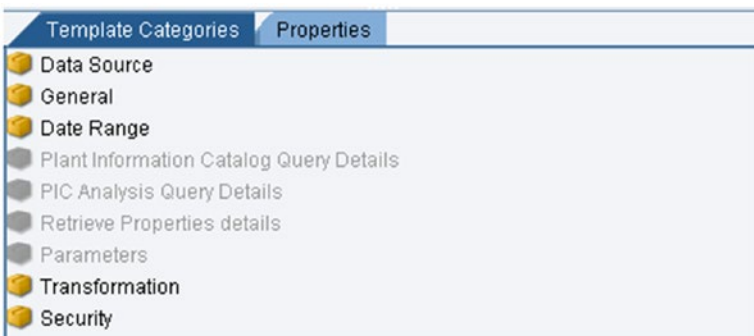 Template Categories Properties
Data Source
General
Date Range
Plant Information Catalog Query Details
PIC Analysis Query Details
Retrieve Properties details
Parameters
Transformation
Security